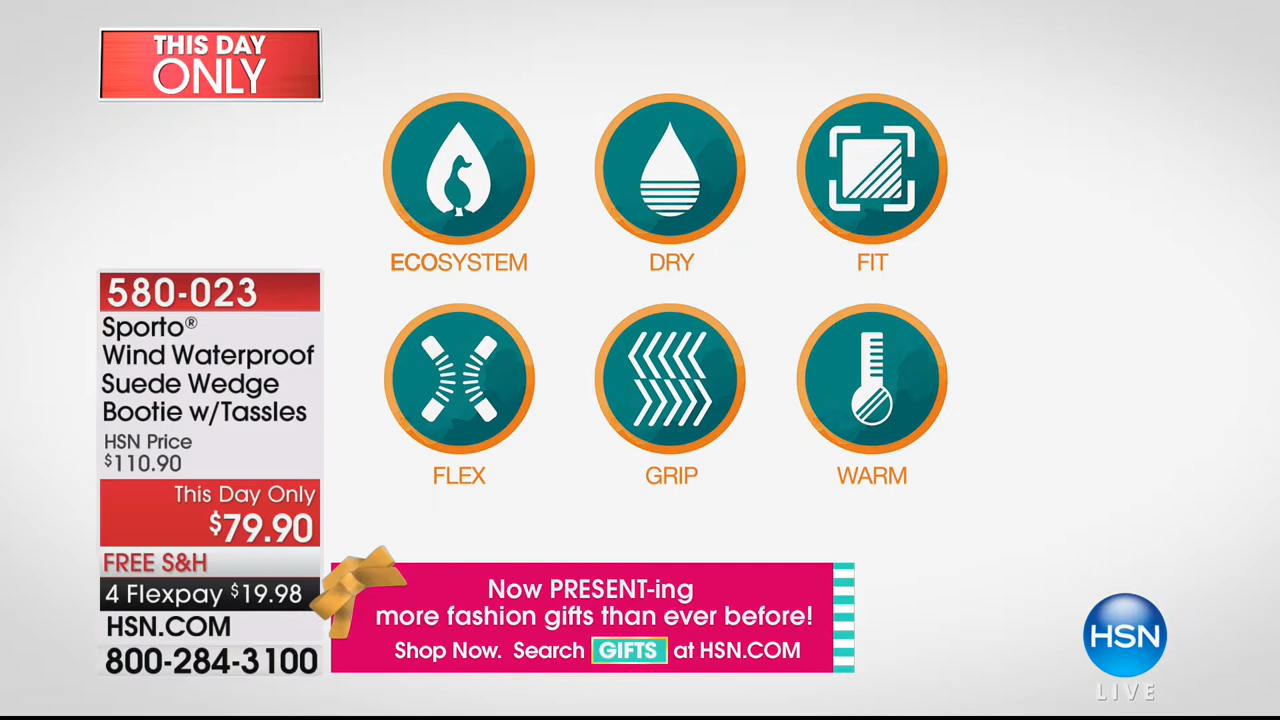 THIS DAY
ONLY
ECOSYSTEM
DRY
FIT
FLEX
GRIP
WARM
580-023
Sporto®
Wind Waterproof
Suede Wedge
Bootie w/Tassles
HSN Price
$110.90
This Day Only
$79.90
FREE S&H
4 Flexpay $19.98
HSN.COM
800-284-3100
Now PRESENT-ing
more fashion gifts than ever before!
Shop Now. Search GIFTS at HSN.COM
HSN
LIVE